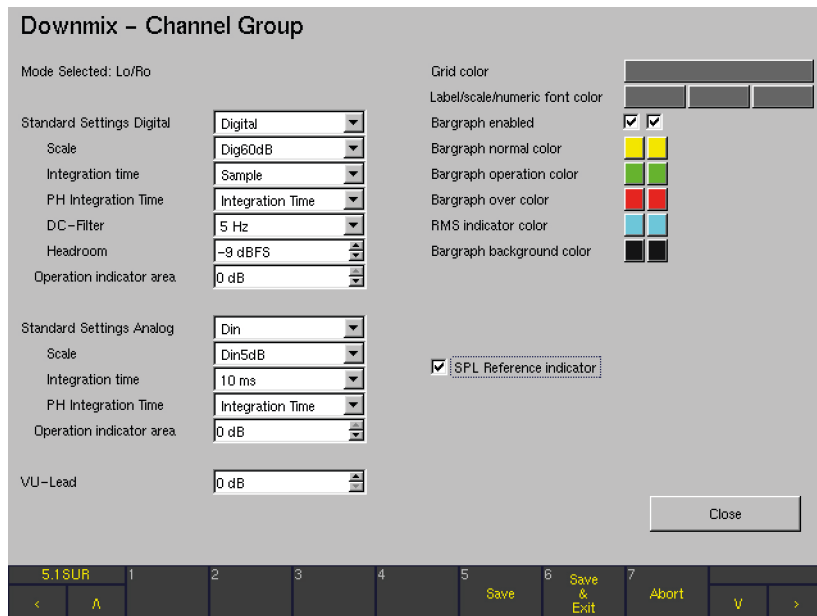 Downmix – Channel Group
Mode Selected: Lo/Ro
Standard Settings Digital Digital
Scale Dig60dB
Integration time Sample
PH Integration Time Integration Time
DC–Filter 5 Hz
Headroom –9 dBFS
Operation indicator area 0 dB
Standard Settings Analog Din
Scale Din5dB
Integration time 10 ms
PH Integration Time Integration Time
Operation indicator area 0 dB
VU–Lead 0 dB
Grid color
Label/scale/numeric font color
Bargraph enabled
Bargraph normal color
Bargraph operation color
Bargraph over color
RMS indicator color
Bargraph background color
SPL Reference indicator
Close
5.1SUR 1 2 3 4 5 6 7
Save
Save
&
Exit
Abort
< Λ V >